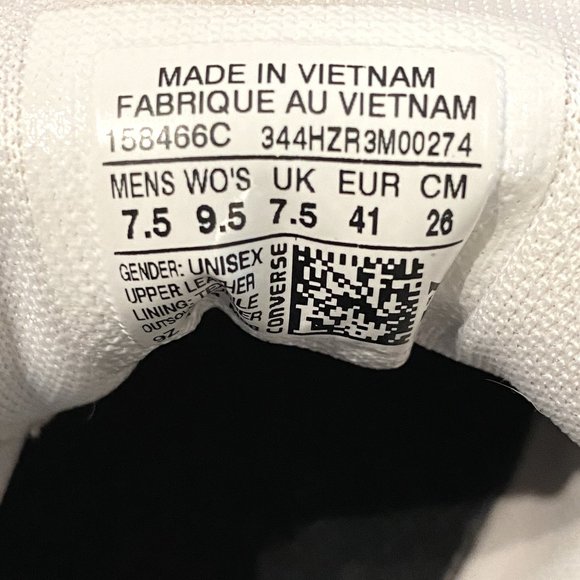 MADE IN VIETNAM
FABRIQUE AU VIETNAM
158466C 344HZR3M00274
MENS WO'S UK EUR CM
7.5 9.5 7.5 41 26
GENDER: UNISEX
UPPER
LINING:
CONVERSE